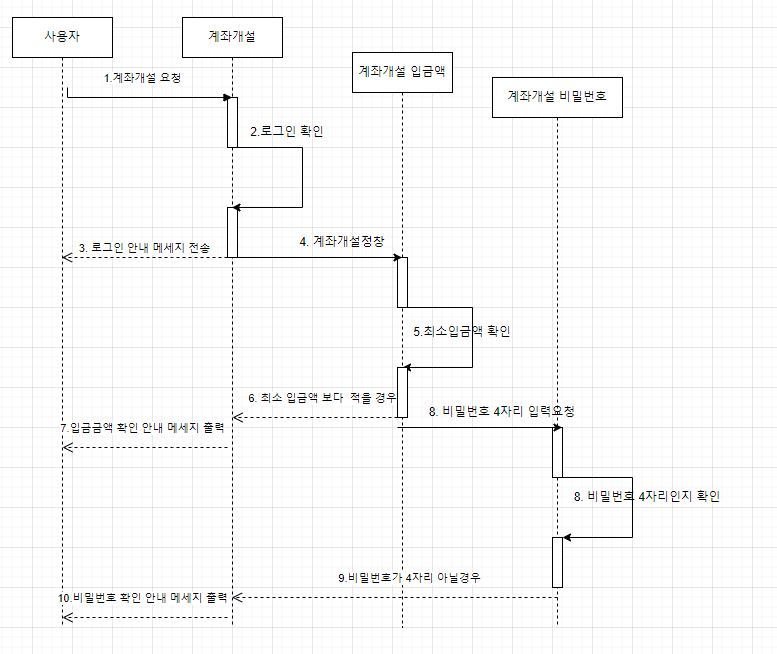 사용자
계좌개설
계좌개설 입금액
계좌개설 비밀번호
1.계좌개설 요청
2.로그인 확인
3. 로그인 안내 메세지 전송
4. 계좌개설정창
5.최소입금액 확인
6. 최소 입금액 보다 적을 경우
7.입금금액 확인 안내 메세지 출력
8. 비밀번호 4자리 입력요청
8. 비밀번호 4자리인지 확인
9.비밀번호가 4자리 아닐경우
10.비밀번호 확인 안내 메세지 출력